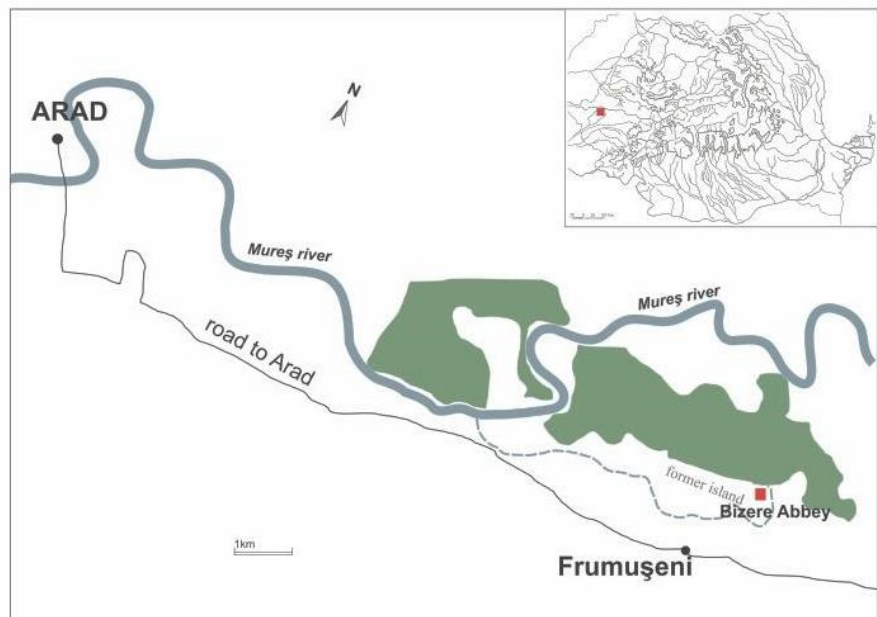 N
ARAD
Mureş river
Mureş river
road to Arad
former island
Bizere Abbey
1km
Frumuşeni